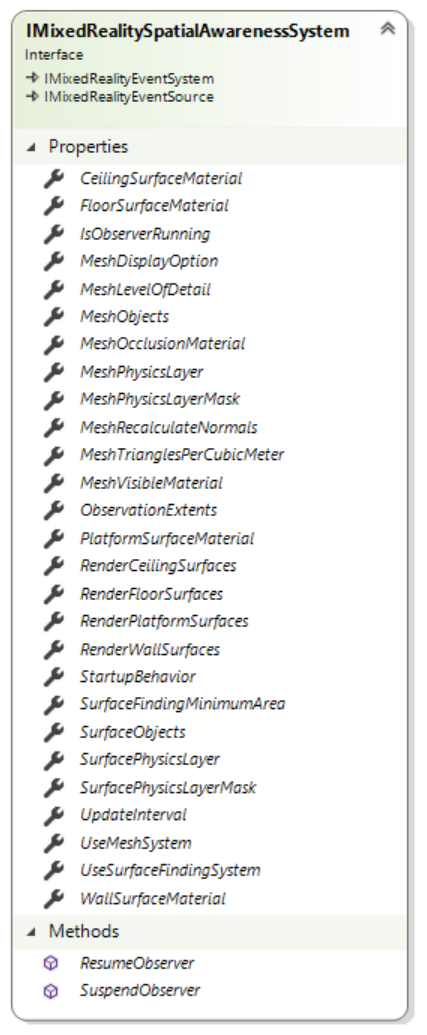 IMixedRealitySpatialAwarenessSystem
Interface
IMixedRealityEventSystem
IMixedRealityEventSource
Properties
CeilingSurfaceMaterial
FloorSurfaceMaterial
IsObserverRunning
MeshDisplayOption
MeshLevelOfDetail
MeshObjects
MeshOcclusionMaterial
MeshPhysicsLayer
MeshPhysicsLayerMask
MeshRecalculateNormals
MeshTrianglesPerCubicMeter
MeshVisibleMaterial
ObservationExtents
PlatformSurfaceMaterial
RenderCeilingSurfaces
RenderFloorSurfaces
RenderPlatformSurfaces
RenderWallSurfaces
StartupBehavior
SurfaceFindingMinimumArea
SurfaceObjects
SurfacePhysicsLayer
SurfacePhysicsLayerMask
UpdateInterval
UseMeshSystem
UseSurfaceFindingSystem
WallSurfaceMaterial
Methods
ResumeObserver
SuspendObserver